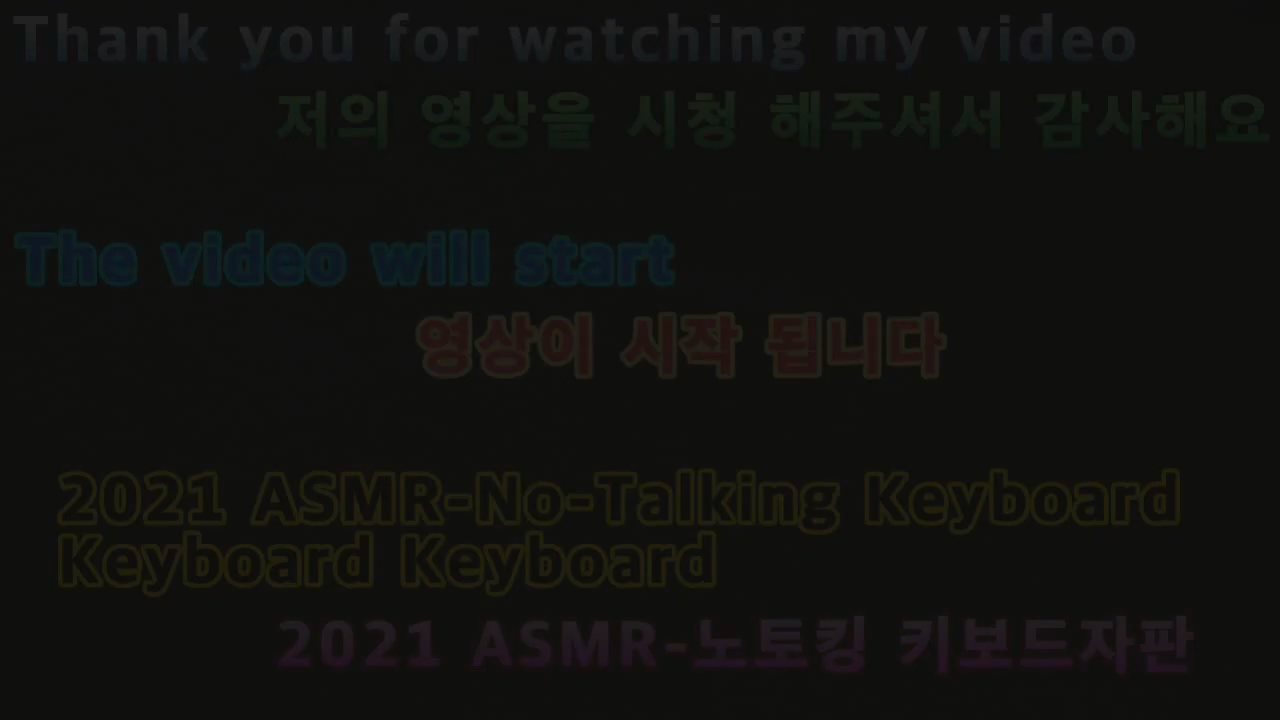 Thank you for watching my video
저의 영상을 시청 해주셔서 감사해요
The video will start
영상이 시작 됩니다
2021 ASMR-No-Talking Keyboard
Keyboard Keyboard
2021 ASMR-노토킹 키보드자판